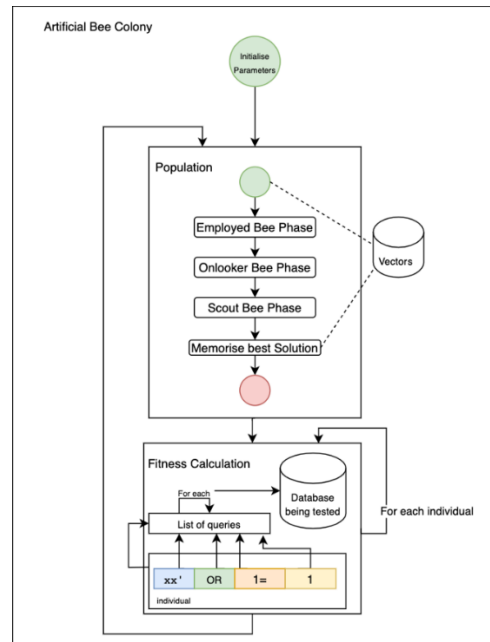 Artificial Bee Colony
Initialise
Parameters
Population
Employed Bee Phase
Onlooker Bee Phase
Scout Bee Phase
Memorise best Solution
Vectors
Fitness Calculation
For each
Database
being tested
For each individual
List of queries
xx' OR 1= 1
individual